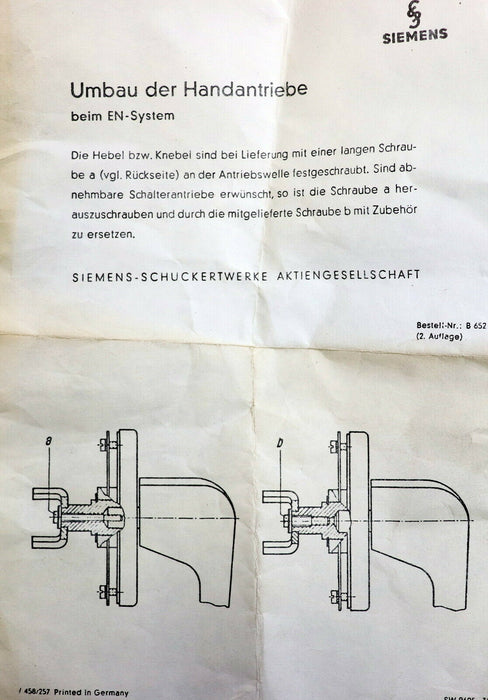 SIEMENS
Umbau der Handantriebe
beim EN-System
Die Hebel bzw. Knebel sind bei Lieferung mit einer langen Schrau-
be a (vgl. Rückseite) an der Antriebswelle festgeschraubt. Sind ab-
nehmbare Schalterantriebe erwünscht, so ist die Schraube a her-
auszuschrauben und durch die mitgelieferte Schraube b mit Zubehör
zu ersetzen.
SIEMENS-SCHUCKERTWERKE AKTIENGESELLSCHAFT
Bestell-Nr.: B 652
(2. Auflage)
/ 458/257 Printed in Germany